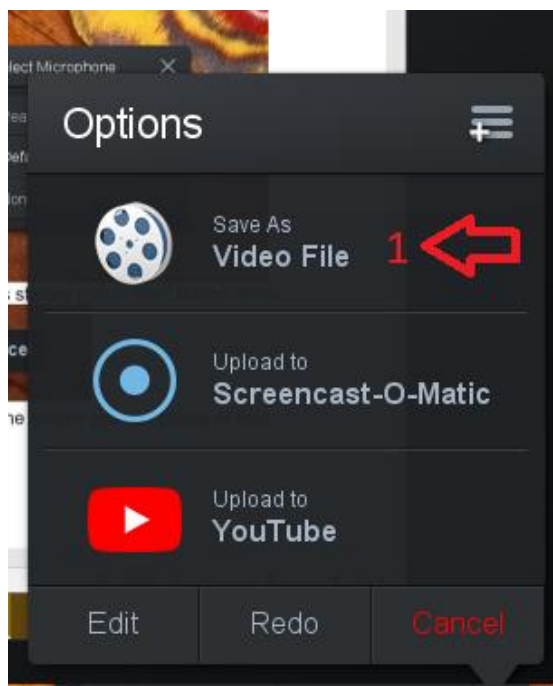 lect Microphone
Options
Save As
Video File 1
Upload to
Screencast-O-Matic
Upload to
YouTube
Edit Redo Cancel